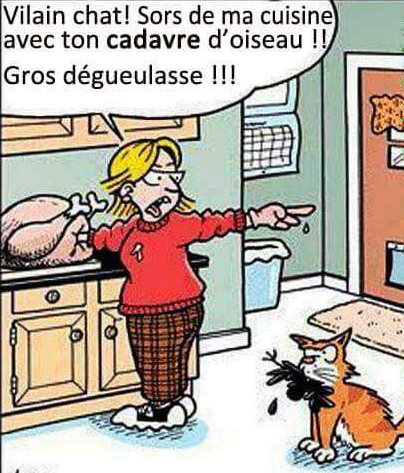 Vilain chat! Sors de ma cuisine
avec ton cadavre d'oiseau !!
Gros dégueulasse !!!